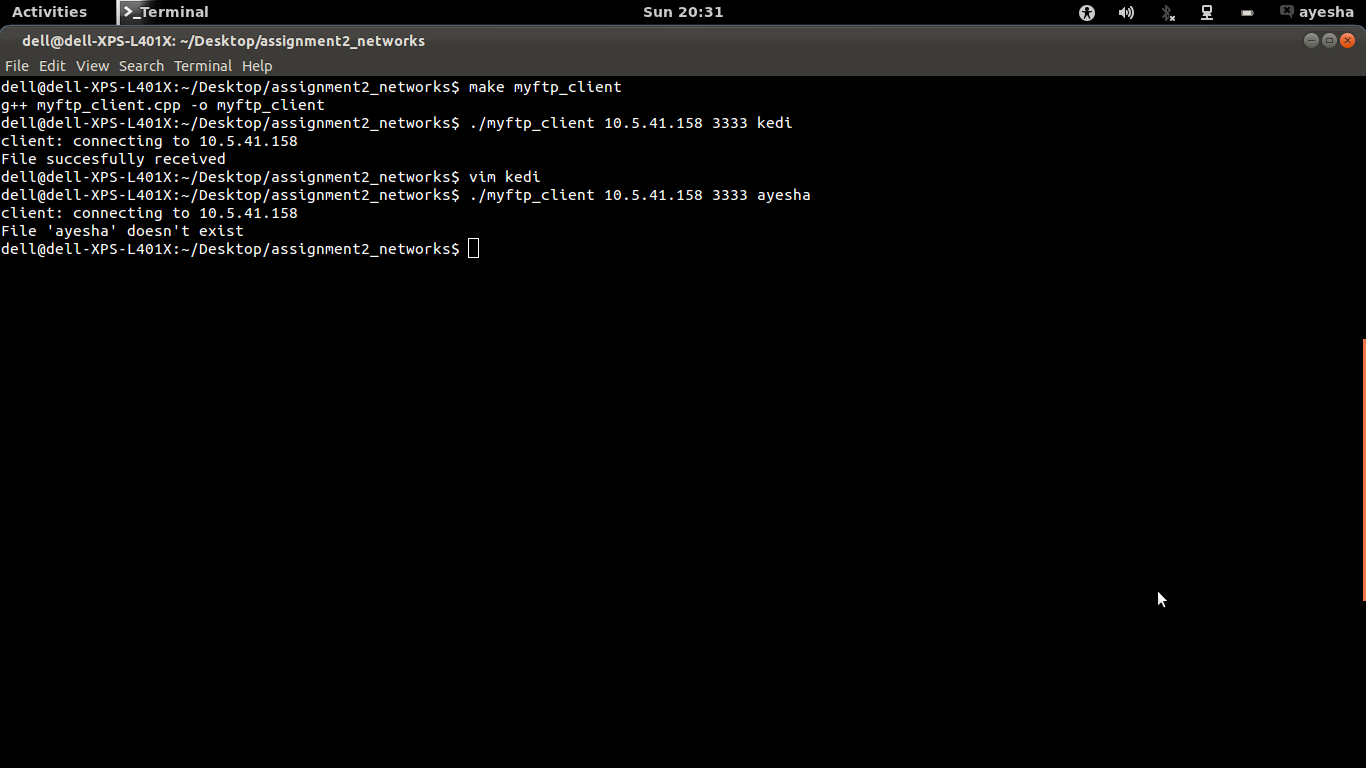 Activities >_Terminal Sun 20:31 ayesha
dell@dell-XPS-L401X: ~/Desktop/assignment2_networks
File Edit View Search Terminal Help
dell@dell-XPS-L401X:~/Desktop/assignment2_networks$ make myftp_client
g++ myftp_client.cpp -o myftp_client
dell@dell-XPS-L401X:~/Desktop/assignment2_networks$ ./myftp_client 10.5.41.158 3333 kedi
client: connecting to 10.5.41.158
File succesfully received
dell@dell-XPS-L401X:~/Desktop/assignment2_networks$ vim kedi
dell@dell-XPS-L401X:~/Desktop/assignment2_networks$ ./myftp_client 10.5.41.158 3333 ayesha
client: connecting to 10.5.41.158
File 'ayesha' doesn't exist
dell@dell-XPS-L401X:~/Desktop/assignment2_networks$